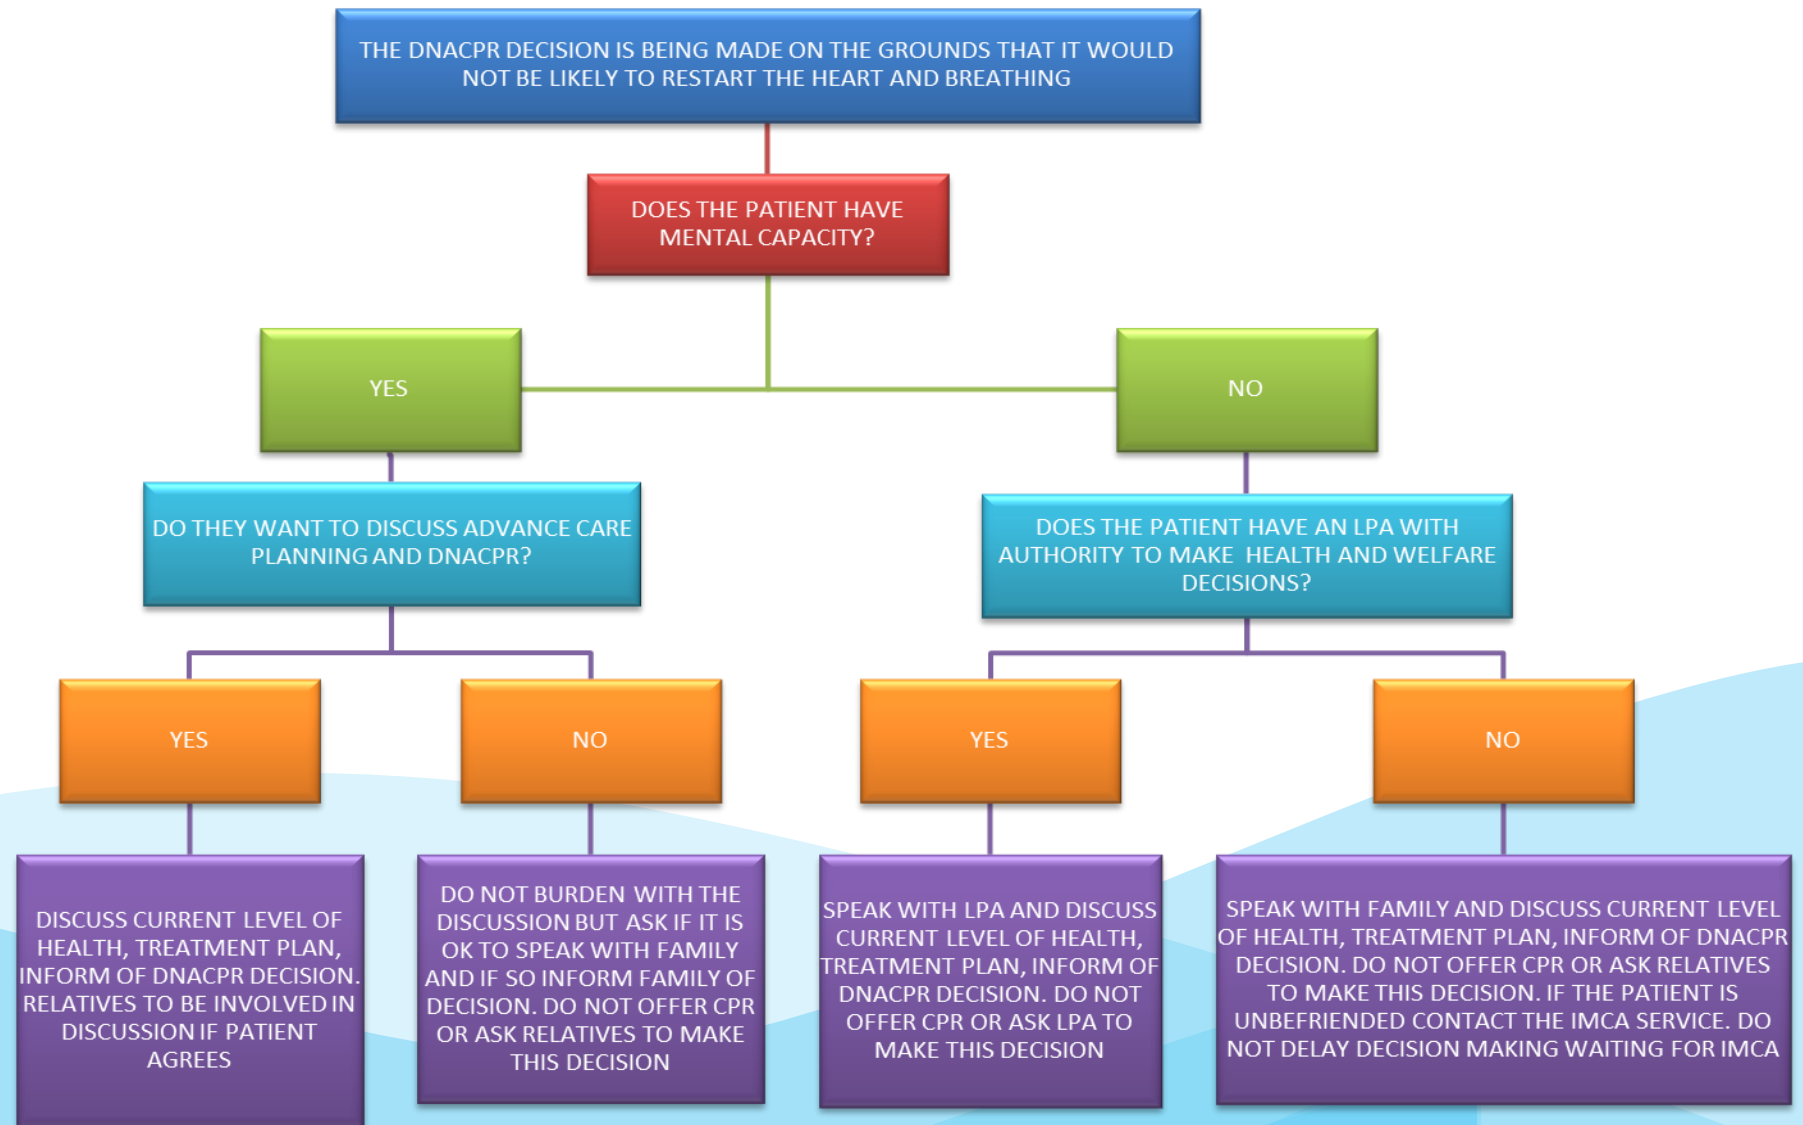 THE DNACPR DECISION IS BEING MADE ON THE GROUNDS THAT IT WOULD
NOT BE LIKELY TO RESTART THE HEART AND BREATHING
DOES THE PATIENT HAVE
MENTAL CAPACITY?
YES
NO
DO THEY WANT TO DISCUSS ADVANCE CARE
PLANNING AND DNACPR?
DOES THE PATIENT HAVE AN LPA WITH
AUTHORITY TO MAKE HEALTH AND WELFARE
DECISIONS?
YES
NO
YES
NO
DISCUSS CURRENT LEVEL OF
HEALTH, TREATMENT PLAN,
INFORM OF DNACPR DECISION.
RELATIVES TO BE INVOLVED IN
DISCUSSION IF PATIENT
AGREES
DO NOT BURDEN WITH THE
DISCUSSION BUT ASK IF IT IS
OK TO SPEAK WITH FAMILY
AND IF SO INFORM FAMILY OF
DECISION. DO NOT OFFER CPR
OR ASK RELATIVES TO MAKE
THIS DECISION
SPEAK WITH LPA AND DISCUSS
CURRENT LEVEL OF HEALTH,
TREATMENT PLAN, INFORM OF
DNACPR DECISION. DO NOT
OFFER CPR OR ASK LPA TO
MAKE THIS DECISION
SPEAK WITH FAMILY AND DISCUSS CURRENT LEVEL
OF HEALTH, TREATMENT PLAN, INFORM OF DNACPR
DECISION. DO NOT OFFER CPR OR ASK RELATIVES
TO MAKE THIS DECISION. IF THE PATIENT IS
UNBEFRIENDED CONTACT THE IMCA SERVICE. DO
NOT DELAY DECISION MAKING WAITING FOR IMCA